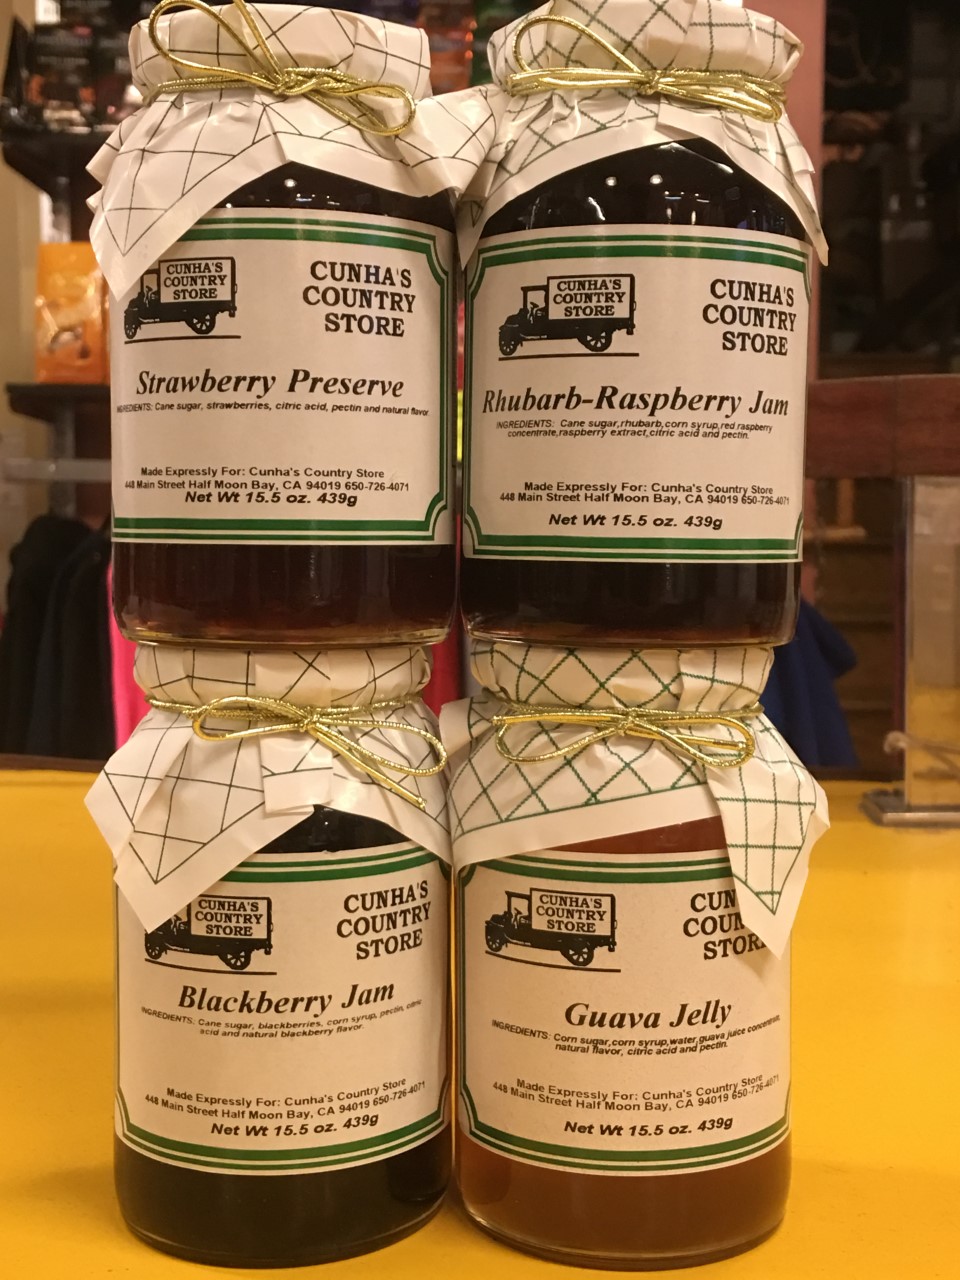 CUNHA'S
COUNTRY
STORE
CUNHA'S
COUNTRY
STORE
Strawberry Preserve
INGREDIENTS: Cane sugar, strawberries, citric acid, pectin and natural flavor.
Made Expressly For: Cunha's Country Store
448 Main Street Half Moon Bay, CA 94019 650-726-4071
Net Wt 15.5 oz. 439g
CUNHA'S
COUNTRY
STORE
CUNHA'S
COUNTRY
STORE
Rhubarb-Raspberry Jam
INGREDIENTS: Cane sugar,rhubarb,corn syrup,red raspberry
concentrate,raspberry extract,citric acid and pectin.
Made Expressly For: Cunha's Country Store
448 Main Street Half Moon Bay, CA 94019 650-726-4071
Net Wt 15.5 oz. 439g
CUNHA'S
COUNTRY
STORE
CUNHA'S
COUNTRY
STORE
Blackberry Jam
INGREDIENTS: Cane sugar, blackberries, corn syrup, pectin, citric
acid and natural blackberry flavor.
Made Expressly For: Cunha's Country Store
448 Main Street Half Moon Bay, CA 94019 650-726-4071
Net Wt 15.5 oz. 439g
CUNHA'S
COUNTRY
STORE
CUN
COUN
STOR
Guava Jelly
INGREDIENTS: Corn sugar,corn syrup,water,guava juice concentrate,
natural flavor, citric acid and pectin.
Made Expressly For: Cunha's Country Store
448 Main Street Half Moon Bay, CA 94019 650-726-4071
Net Wt 15.5 oz. 439g